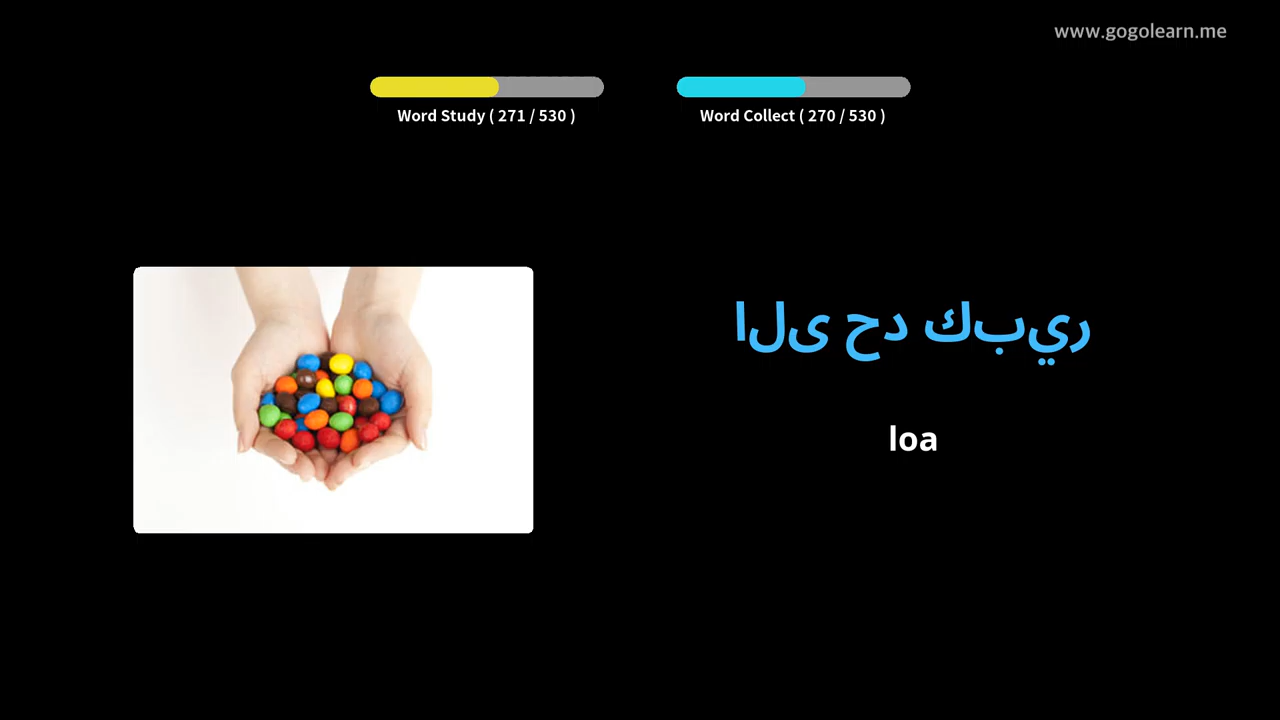 www.gogolearn.me
Word Study ( 271 / 530 )
Word Collect ( 270 / 530 )
الى حد كبير
loa